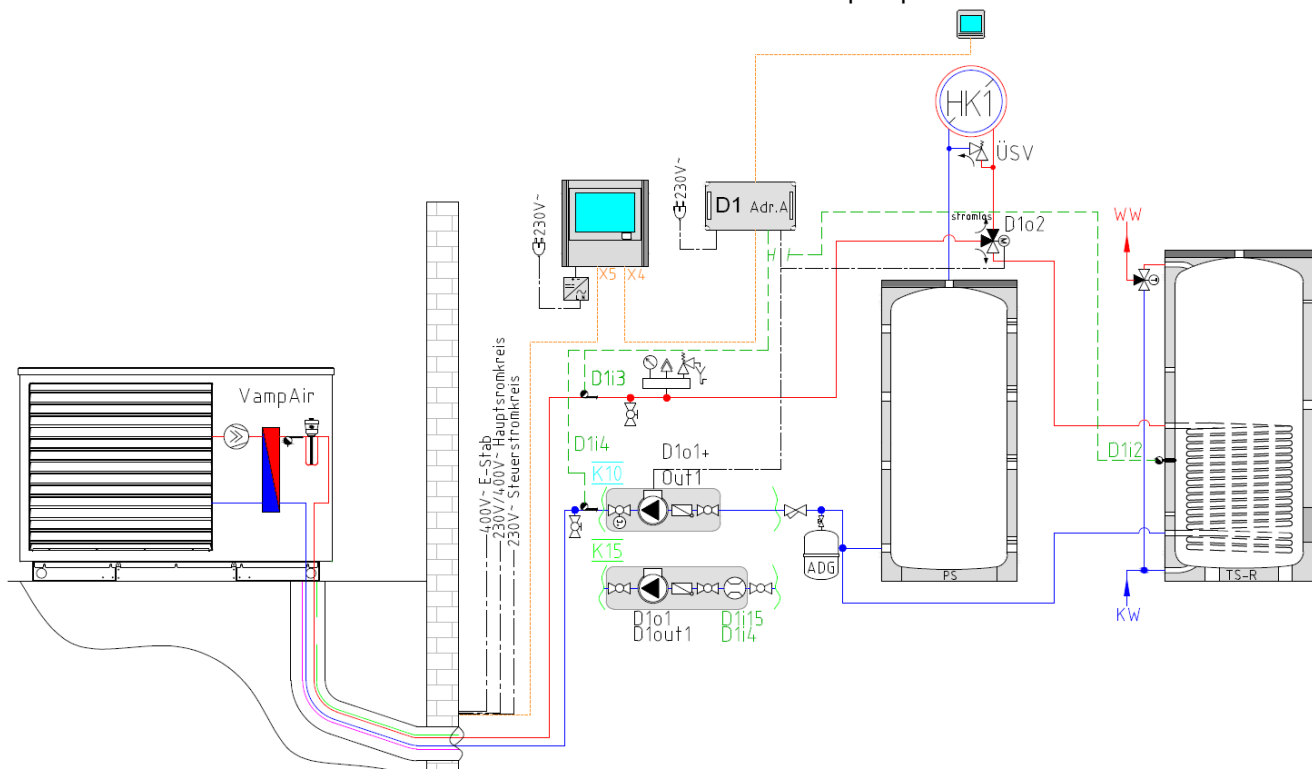 HK1
ÜSV
230V~
D1 Adr.A
230V~
stromlos
D1o2
WW
X5 X4
VampAir
D1i3
D1i4
400V~ E-Stab
230V/400V~ Hauptsromkreis
230V~ Steuerstromkreis
D1o1+
Out1
K10
D1i2
K15
ADG
PS
TS-R
KW
D1o1
D1out1
D1i15
D1i4